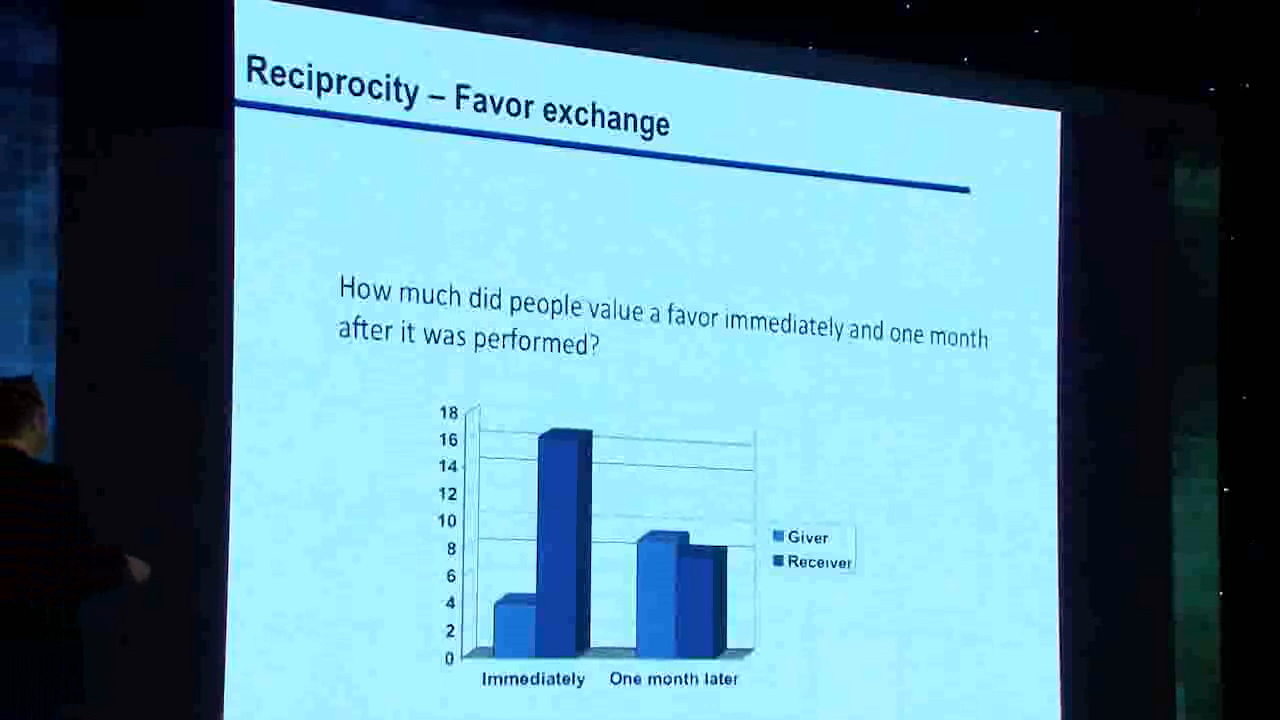 Reciprocity – Favor exchange
How much did people value a favor immediately and one month
after it was performed?
18
16
14
12
10
8
6
4
2
0
Immediately
One month later
Giver
Receiver